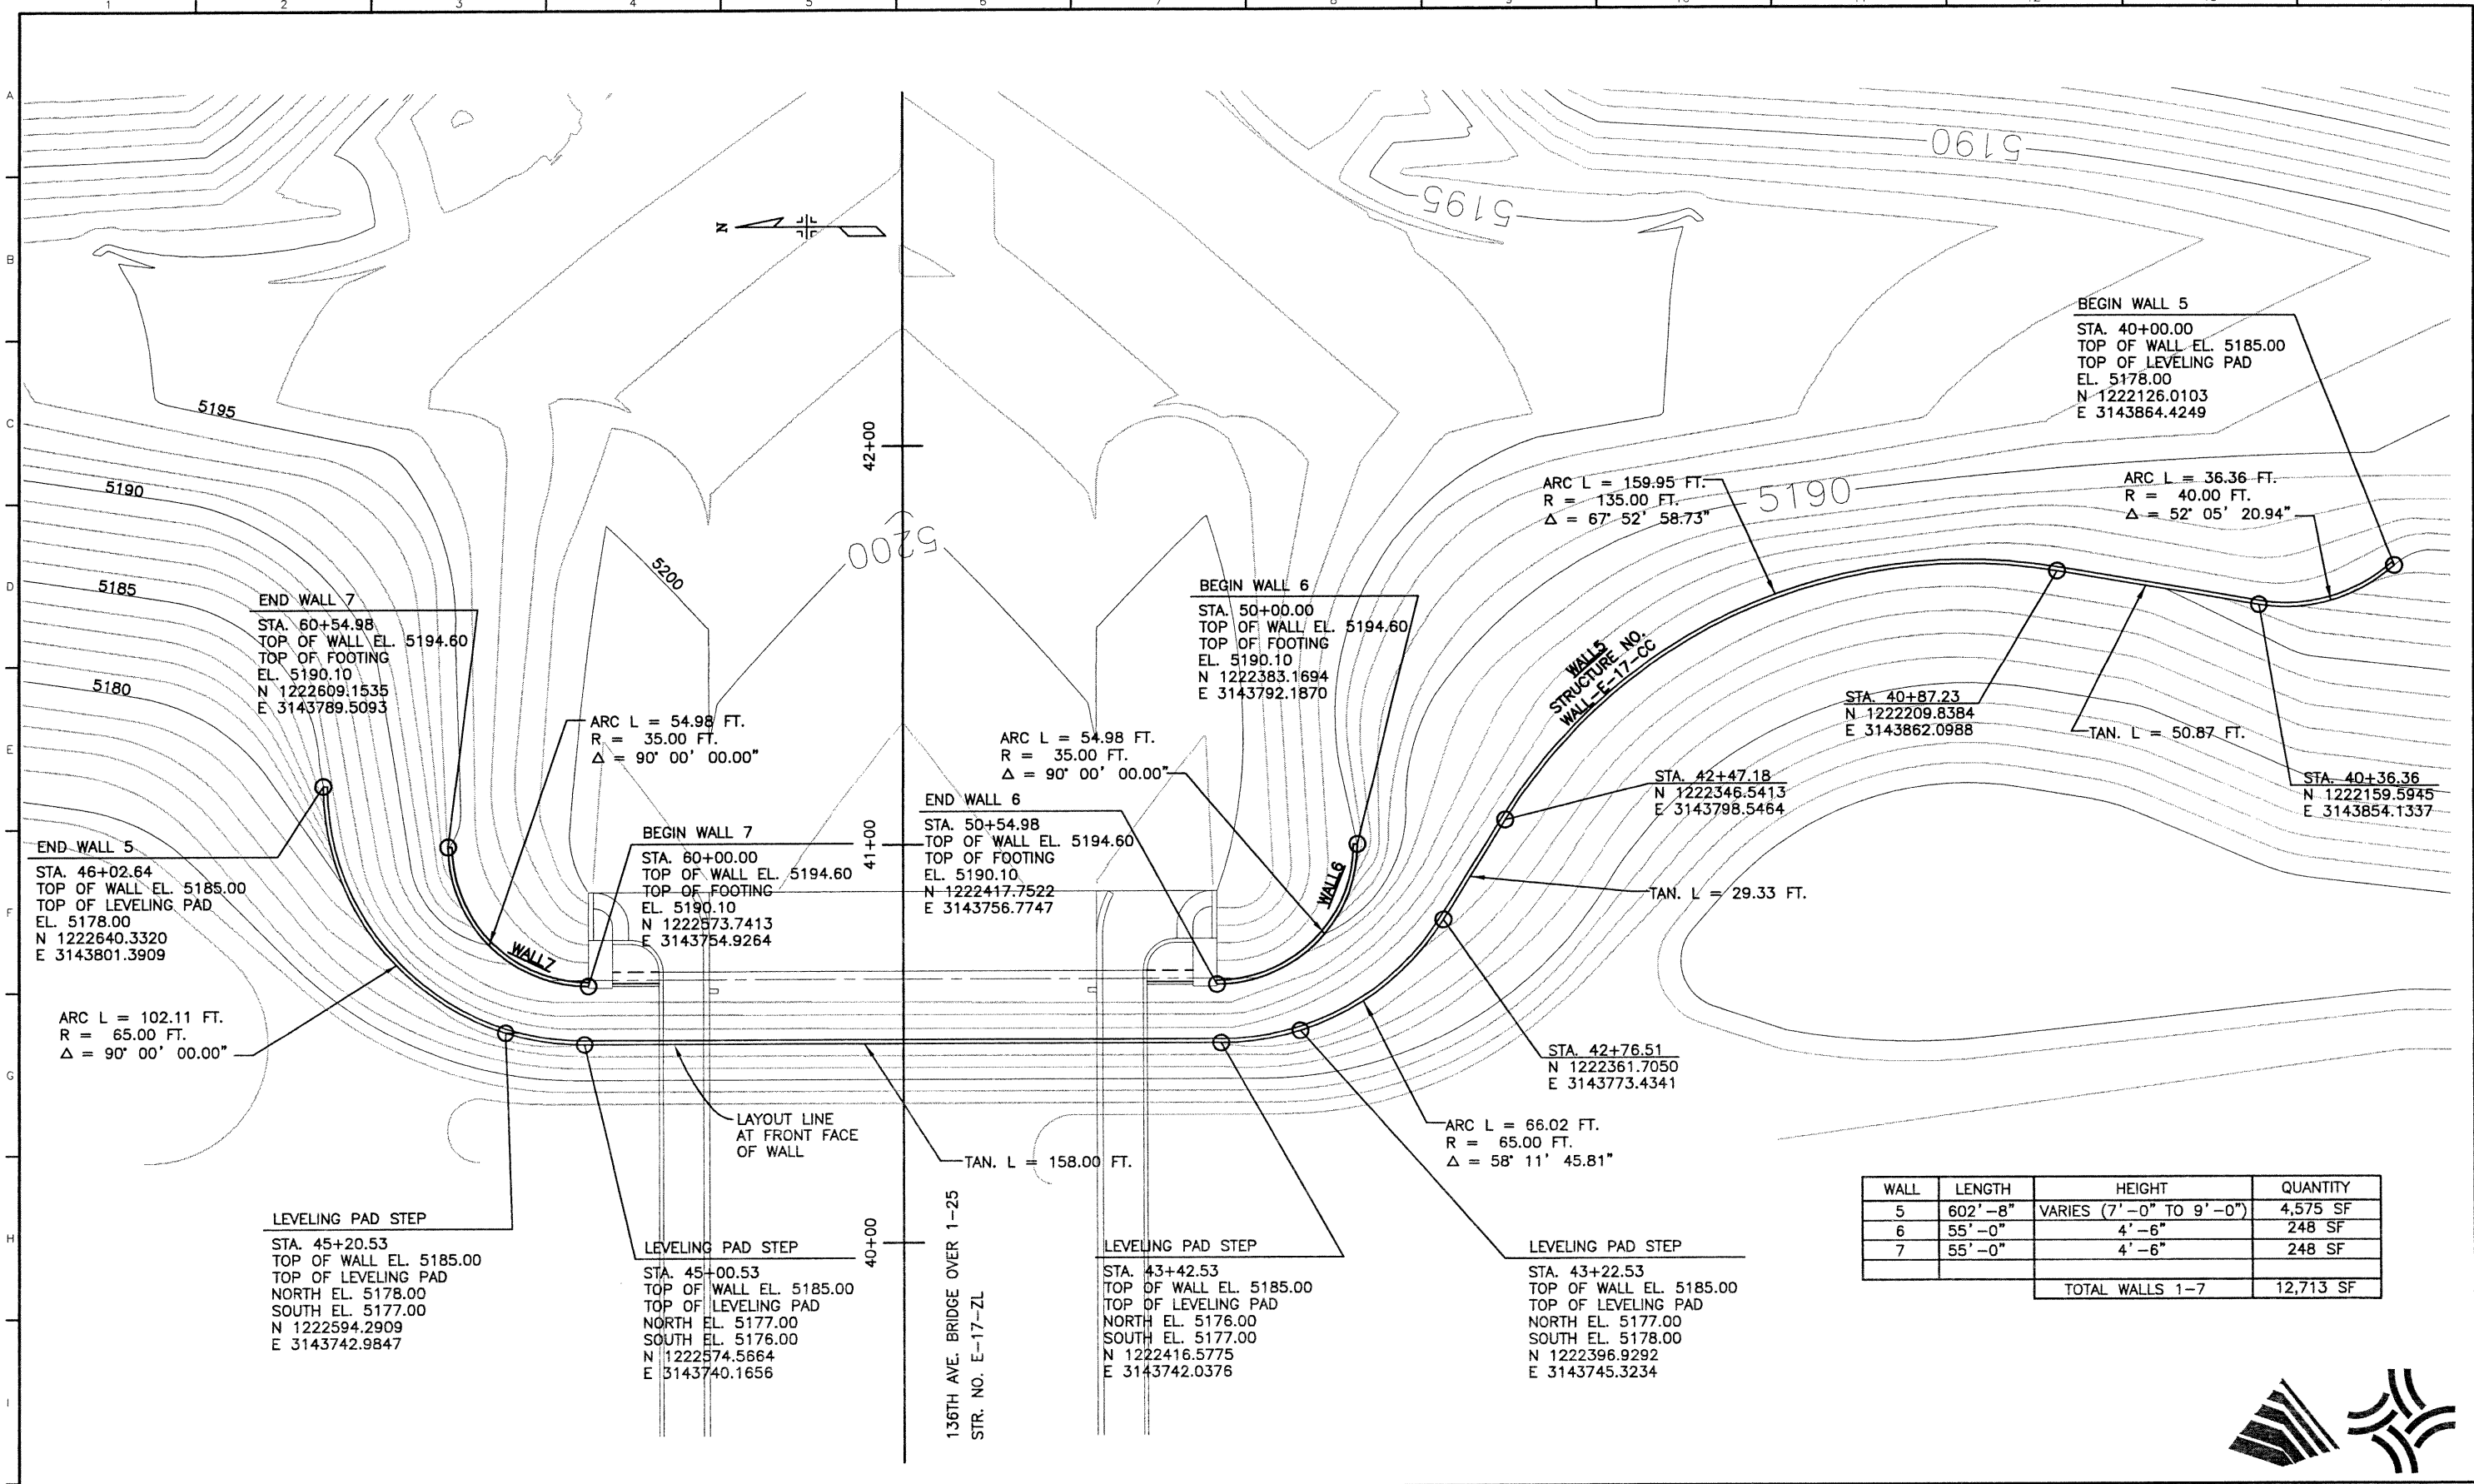 1 2 3 4 5 6 7 8 9 10 11 12
A
B
C
D
E
F
G
H
I
N
5190
5195
5195
5190
5185
5180
5200
5200
5190
42+00
41+00
40+00
BEGIN WALL 5
STA. 40+00.00
TOP OF WALL EL. 5185.00
TOP OF LEVELING PAD
EL. 5178.00
N 1222126.0103
E 3143864.4249
ARC L = 159.95 FT.
R = 135.00 FT.
Δ = 67° 52' 58.73"
ARC L = 36.36 FT.
R = 40.00 FT.
Δ = 52° 05' 20.94"
END WALL 7
STA. 60+54.98
TOP OF WALL EL. 5194.60
TOP OF FOOTING
EL. 5190.10
N 1222609.1535
E 3143789.5093
BEGIN WALL 6
STA. 50+00.00
TOP OF WALL EL. 5194.60
TOP OF FOOTING
EL. 5190.10
N 1222383.1694
E 3143792.1870
WALL5
STRUCTURE NO.
WALL-E-17-CC
STA. 40+87.23
N 1222209.8384
E 3143862.0988
TAN. L = 50.87 FT.
STA. 40+36.36
N 1222159.5945
E 3143854.1337
ARC L = 54.98 FT.
R = 35.00 FT.
Δ = 90° 00' 00.00"
ARC L = 54.98 FT.
R = 35.00 FT.
Δ = 90° 00' 00.00"
STA. 42+47.18
N 1222346.5413
E 3143798.5464
END WALL 5
STA. 46+02.64
TOP OF WALL EL. 5185.00
TOP OF LEVELING PAD
EL. 5178.00
N 1222640.3320
E 3143801.3909
BEGIN WALL 7
STA. 60+00.00
TOP OF WALL EL. 5194.60
TOP OF FOOTING
EL. 5190.10
N 1222573.7413
E 3143754.9264
END WALL 6
STA. 50+54.98
TOP OF WALL EL. 5194.60
TOP OF FOOTING
EL. 5190.10
N 1222417.7522
E 3143756.7747
WALL7
WALL6
TAN. L = 29.33 FT.
ARC L = 102.11 FT.
R = 65.00 FT.
Δ = 90° 00' 00.00"
STA. 42+76.51
N 1222361.7050
E 3143773.4341
LAYOUT LINE
AT FRONT FACE
OF WALL
TAN. L = 158.00 FT.
ARC L = 66.02 FT.
R = 65.00 FT.
Δ = 58° 11' 45.81"
136TH AVE. BRIDGE OVER I-25
STR. NO. E-17-ZL
LEVELING PAD STEP
STA. 45+20.53
TOP OF WALL EL. 5185.00
TOP OF LEVELING PAD
NORTH EL. 5178.00
SOUTH EL. 5177.00
N 1222594.2909
E 3143742.9847
LEVELING PAD STEP
STA. 45+00.53
TOP OF WALL EL. 5185.00
TOP OF LEVELING PAD
NORTH EL. 5177.00
SOUTH EL. 5176.00
N 1222574.5664
E 3143740.1656
LEVELING PAD STEP
STA. 43+42.53
TOP OF WALL EL. 5185.00
TOP OF LEVELING PAD
NORTH EL. 5176.00
SOUTH EL. 5177.00
N 1222416.5775
E 3143742.0376
LEVELING PAD STEP
STA. 43+22.53
TOP OF WALL EL. 5185.00
TOP OF LEVELING PAD
NORTH EL. 5177.00
SOUTH EL. 5178.00
N 1222396.9292
E 3143745.3234
WALL LENGTH HEIGHT QUANTITY
5 602'-8" VARIES (7'-0" TO 9'-0") 4,575 SF
6 55'-0" 4'-6" 248 SF
7 55'-0" 4'-6" 248 SF
TOTAL WALLS 1-7 12,713 SF